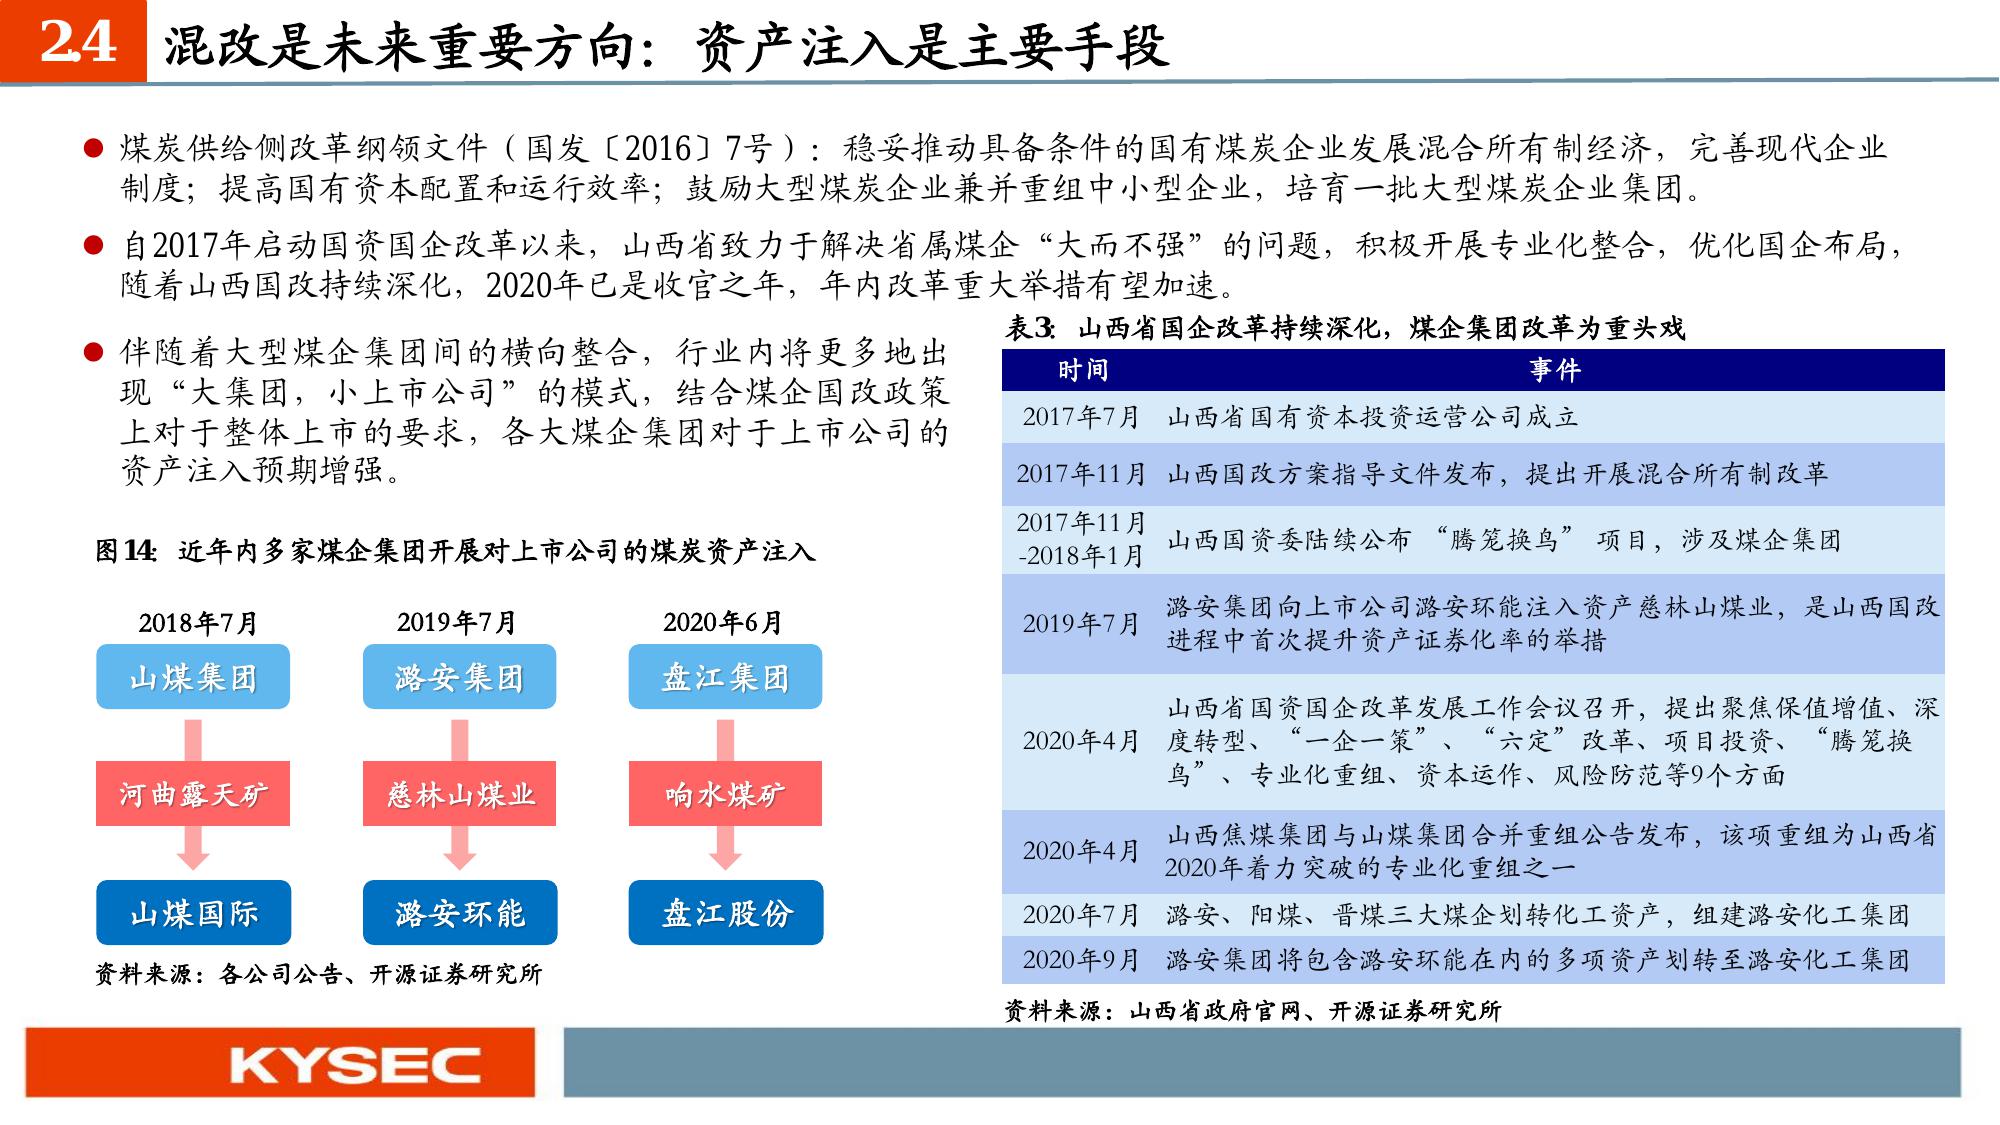 2.4 混改是未来重要方向：资产注入是主要手段
煤炭供给侧改革纲领文件（国发〔2016〕7号）：稳妥推动具备条件的国有煤炭企业发展混合所有制经济，完善现代企业
制度；提高国有资本配置和运行效率；鼓励大型煤炭企业兼并重组中小型企业，培育一批大型煤炭企业集团。
自2017年启动国资国企改革以来，山西省致力于解决省属煤企“大而不强”的问题，积极开展专业化整合，优化国企布局，
随着山西国改持续深化，2020年已是收官之年，年内改革重大举措有望加速。
伴随着大型煤企集团间的横向整合，行业内将更多地出
现“大集团，小上市公司”的模式，结合煤企国改政策
上对于整体上市的要求，各大煤企集团对于上市公司的
资产注入预期增强。
图14：近年内多家煤企集团开展对上市公司的煤炭资产注入
2018年7月 2019年7月 2020年6月
山煤集团 潞安集团 盘江集团
河曲露天矿 慈林山煤业 响水煤矿
山煤国际 潞安环能 盘江股份
资料来源：各公司公告、开源证券研究所
表3：山西省国企改革持续深化，煤企集团改革为重头戏
时间 事件
2017年7月 山西省国有资本投资运营公司成立
2017年11月 山西国改方案指导文件发布，提出开展混合所有制改革
2017年11月
-2018年1月 山西国资委陆续公布 “腾笼换鸟” 项目，涉及煤企集团
2019年7月 潞安集团向上市公司潞安环能注入资产慈林山煤业，是山西国改
进程中首次提升资产证券化率的举措
2020年4月 山西省国资国企改革发展工作会议召开，提出聚焦保值增值、深
度转型、“一企一策”、“六定”改革、项目投资、“腾笼换
鸟”、专业化重组、资本运作、风险防范等9个方面
2020年4月 山西焦煤集团与山煤集团合并重组公告发布，该项重组为山西省
2020年着力突破的专业化重组之一
2020年7月 潞安、阳煤、晋煤三大煤企划转化工资产，组建潞安化工集团
2020年9月 潞安集团将包含潞安环能在内的多项资产划转至潞安化工集团
资料来源：山西省政府官网、开源证券研究所
KYSEC